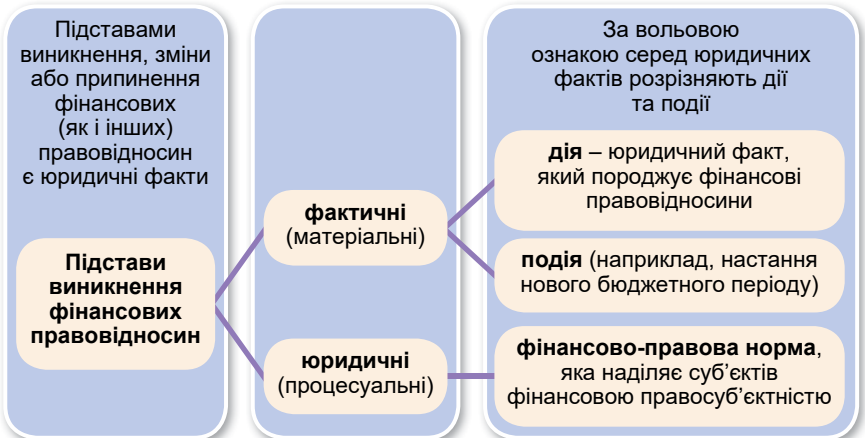 Підставами
виникнення, зміни
або припинення
фінансових
(як і інших)
правовідносин
є юридичні факти
Підстави
виникнення
фінансових
правовідносин
фактичні
(матеріальні)
юридичні
(процесуальні)
За вольовою
ознакою серед юридичних
фактів розрізняють дії
та події
дія – юридичний факт,
який породжує фінансові
правовідносини
подія (наприклад, настання
нового бюджетного періоду)
фінансово-правова норма,
яка наділяє суб’єктів
фінансовою правосуб’єктністю